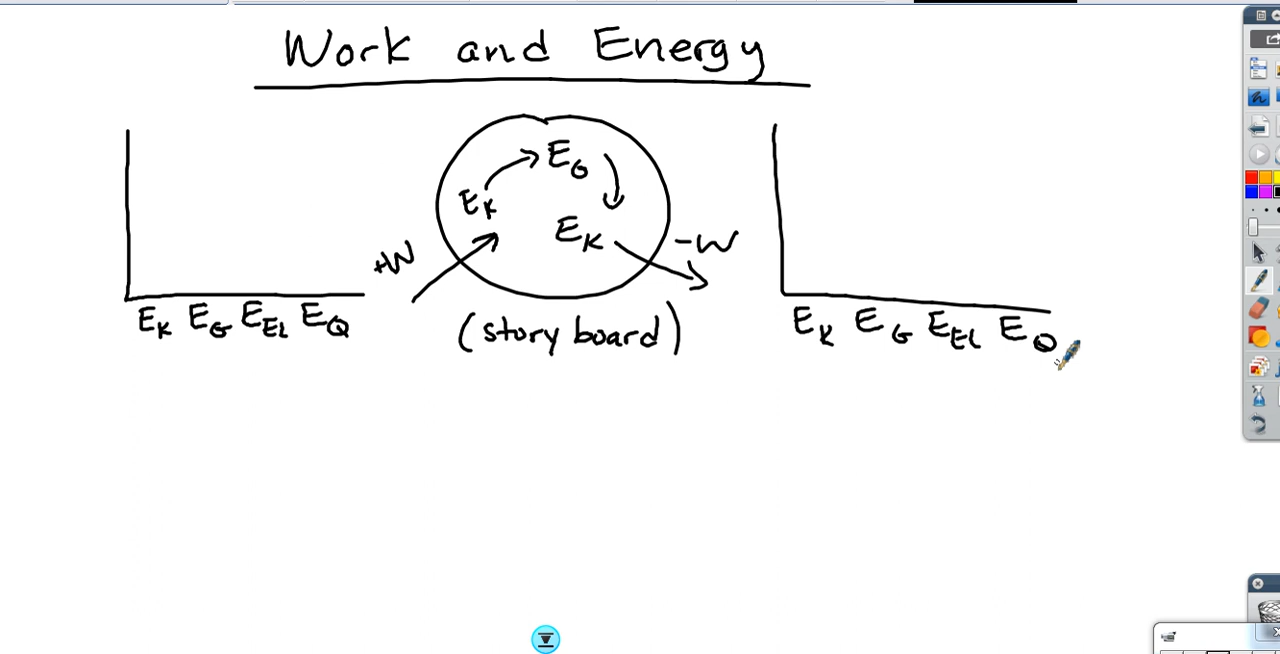 Work and Energy
EG
EK
EK
+W
-W
EK EG EEL EQ
(story board)
EK EG EEL EQ